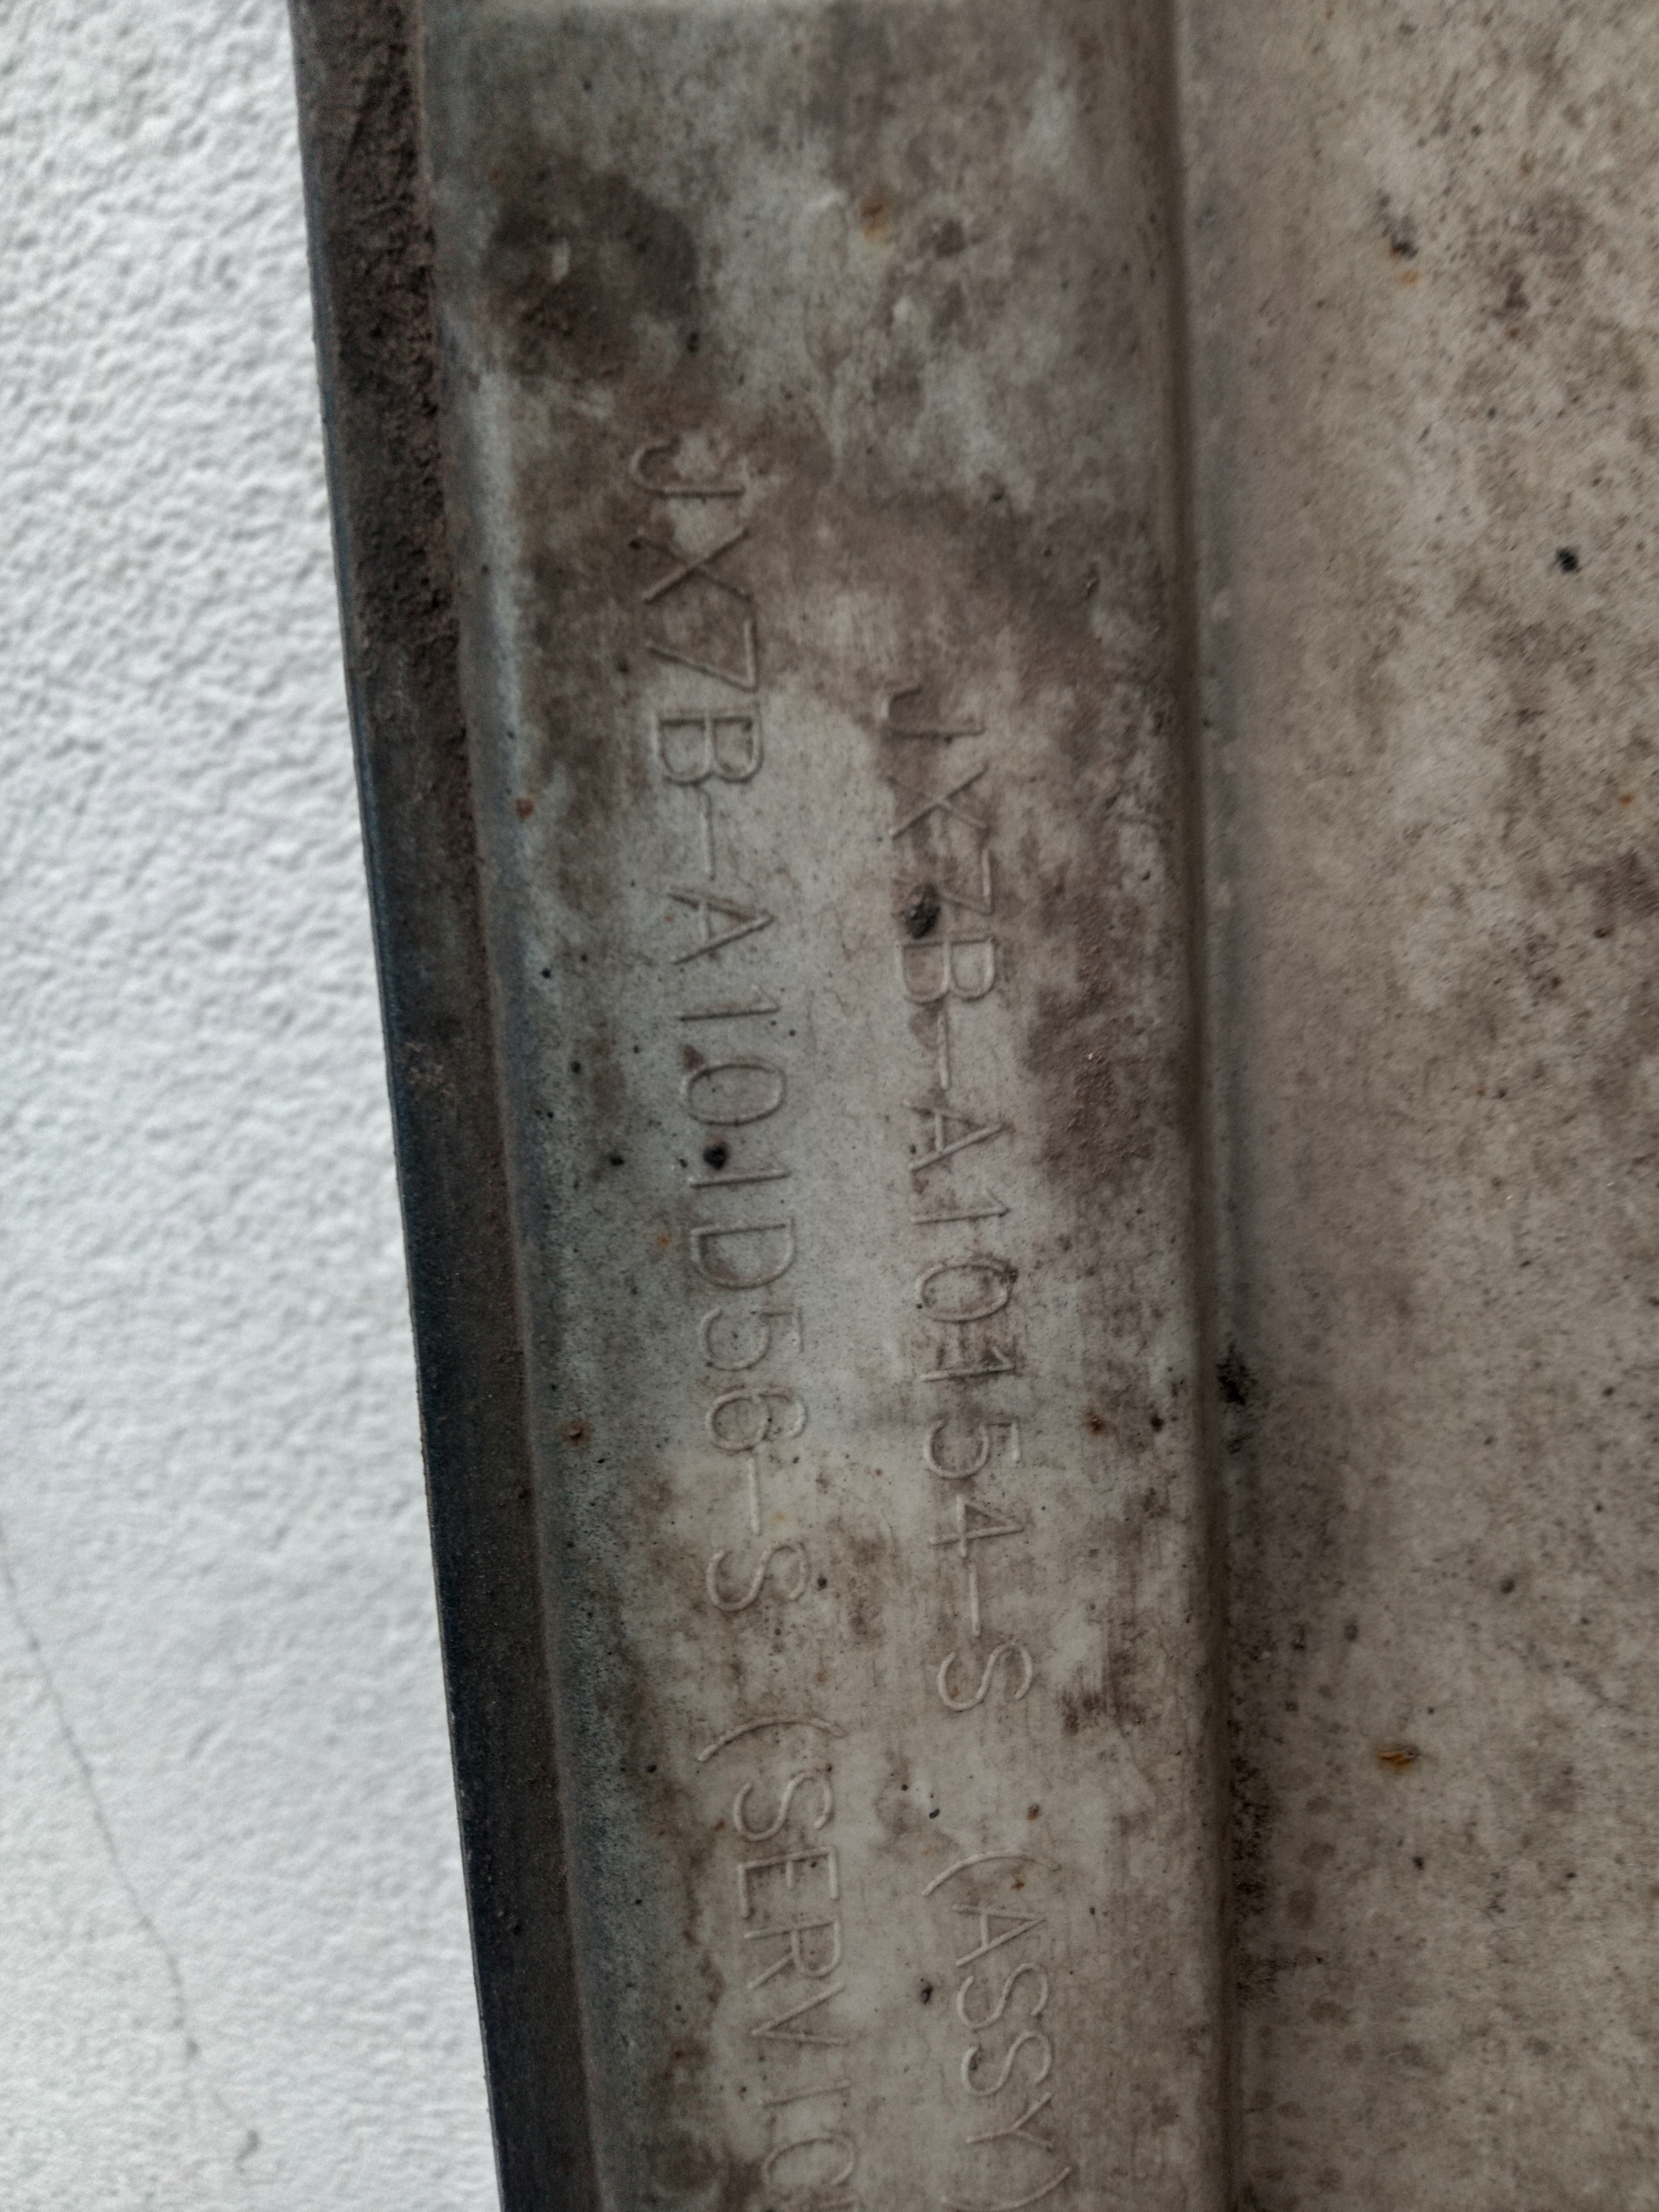 JX7B-A10154-S (ASSY)
JX7B-A101D56-S (SERVIC